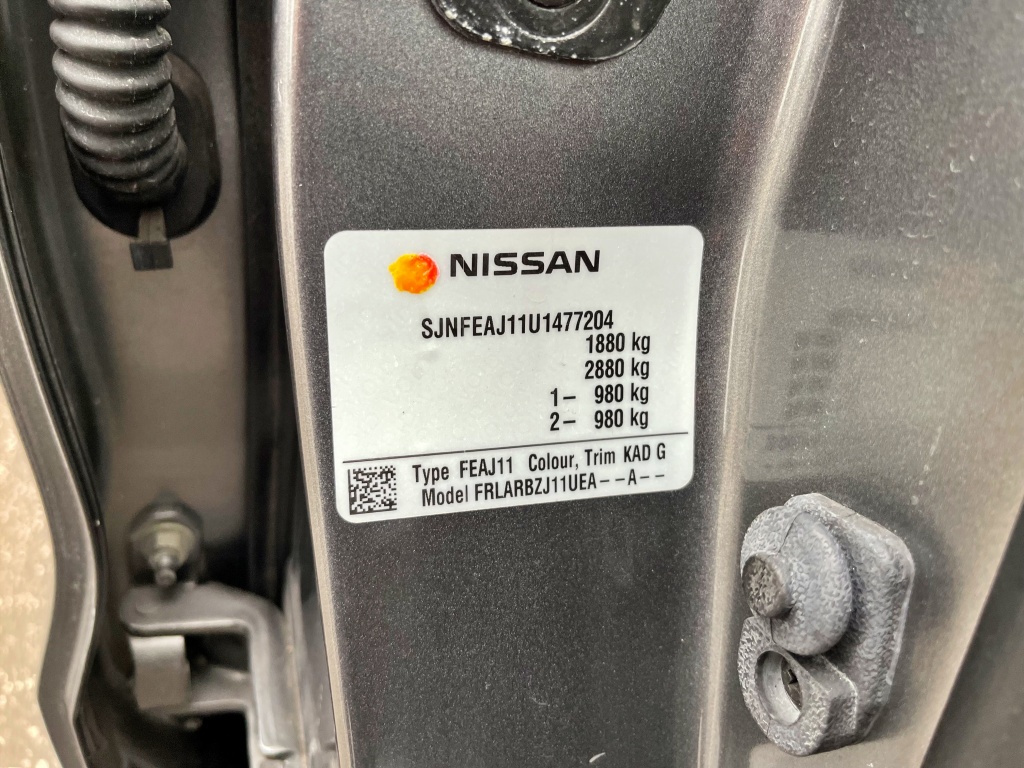 NISSAN
SJNFEAJ11U1477204
1880 kg
2880 kg
1– 980 kg
2– 980 kg
Type FEAJ11 Colour, Trim KAD G
Model FRLARBZJ11UEA--A--